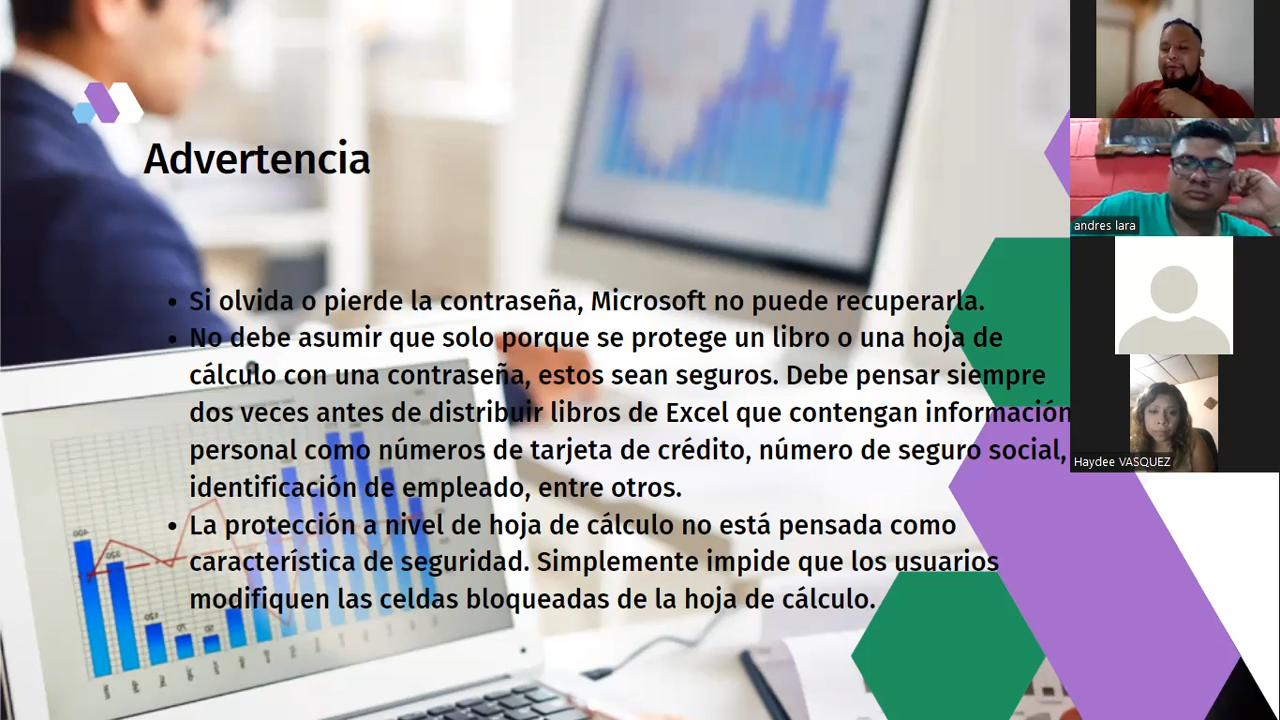 Advertencia
• Si olvida o pierde la contraseña, Microsoft no puede recuperarla.
• No debe asumir que solo porque se protege un libro o una hoja de
cálculo con una contraseña, estos sean seguros. Debe pensar siempre
dos veces antes de distribuir libros de Excel que contengan información
personal como números de tarjeta de crédito, número de seguro social,
identificación de empleado, entre otros.
• La protección a nivel de hoja de cálculo no está pensada como
característica de seguridad. Simplemente impide que los usuarios
modifiquen las celdas bloqueadas de la hoja de cálculo.
andres lara
Haydee VASQUEZ